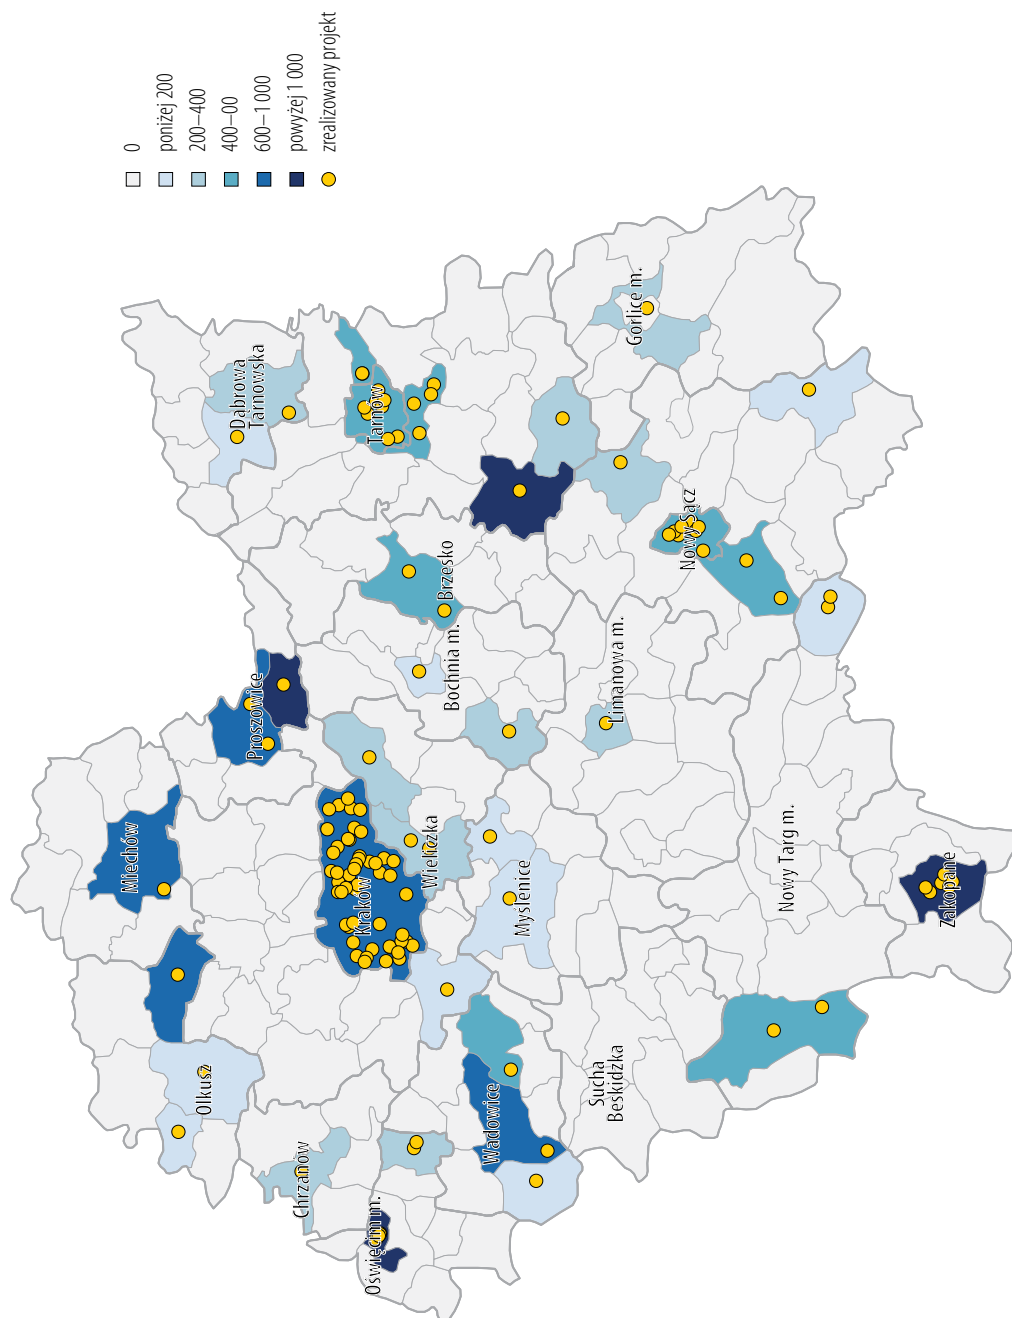 0
poniżej 200
200–400
400–00
600–1 000
powyżej 1 000
zrealizowany projekt
Miechów
Olkusz
Proszowice
Dąbrowa
Tarnowska
Chrzanów
Kraków
Tarnów
Oświęcim m.
Wieliczka
Bochnia m.
Brzesko
Wadowice
Myślenice
Sucha
Beskidzka
Limanowa m.
Nowy Sącz
Gorlice m.
Nowy Targ m.
Zakopane